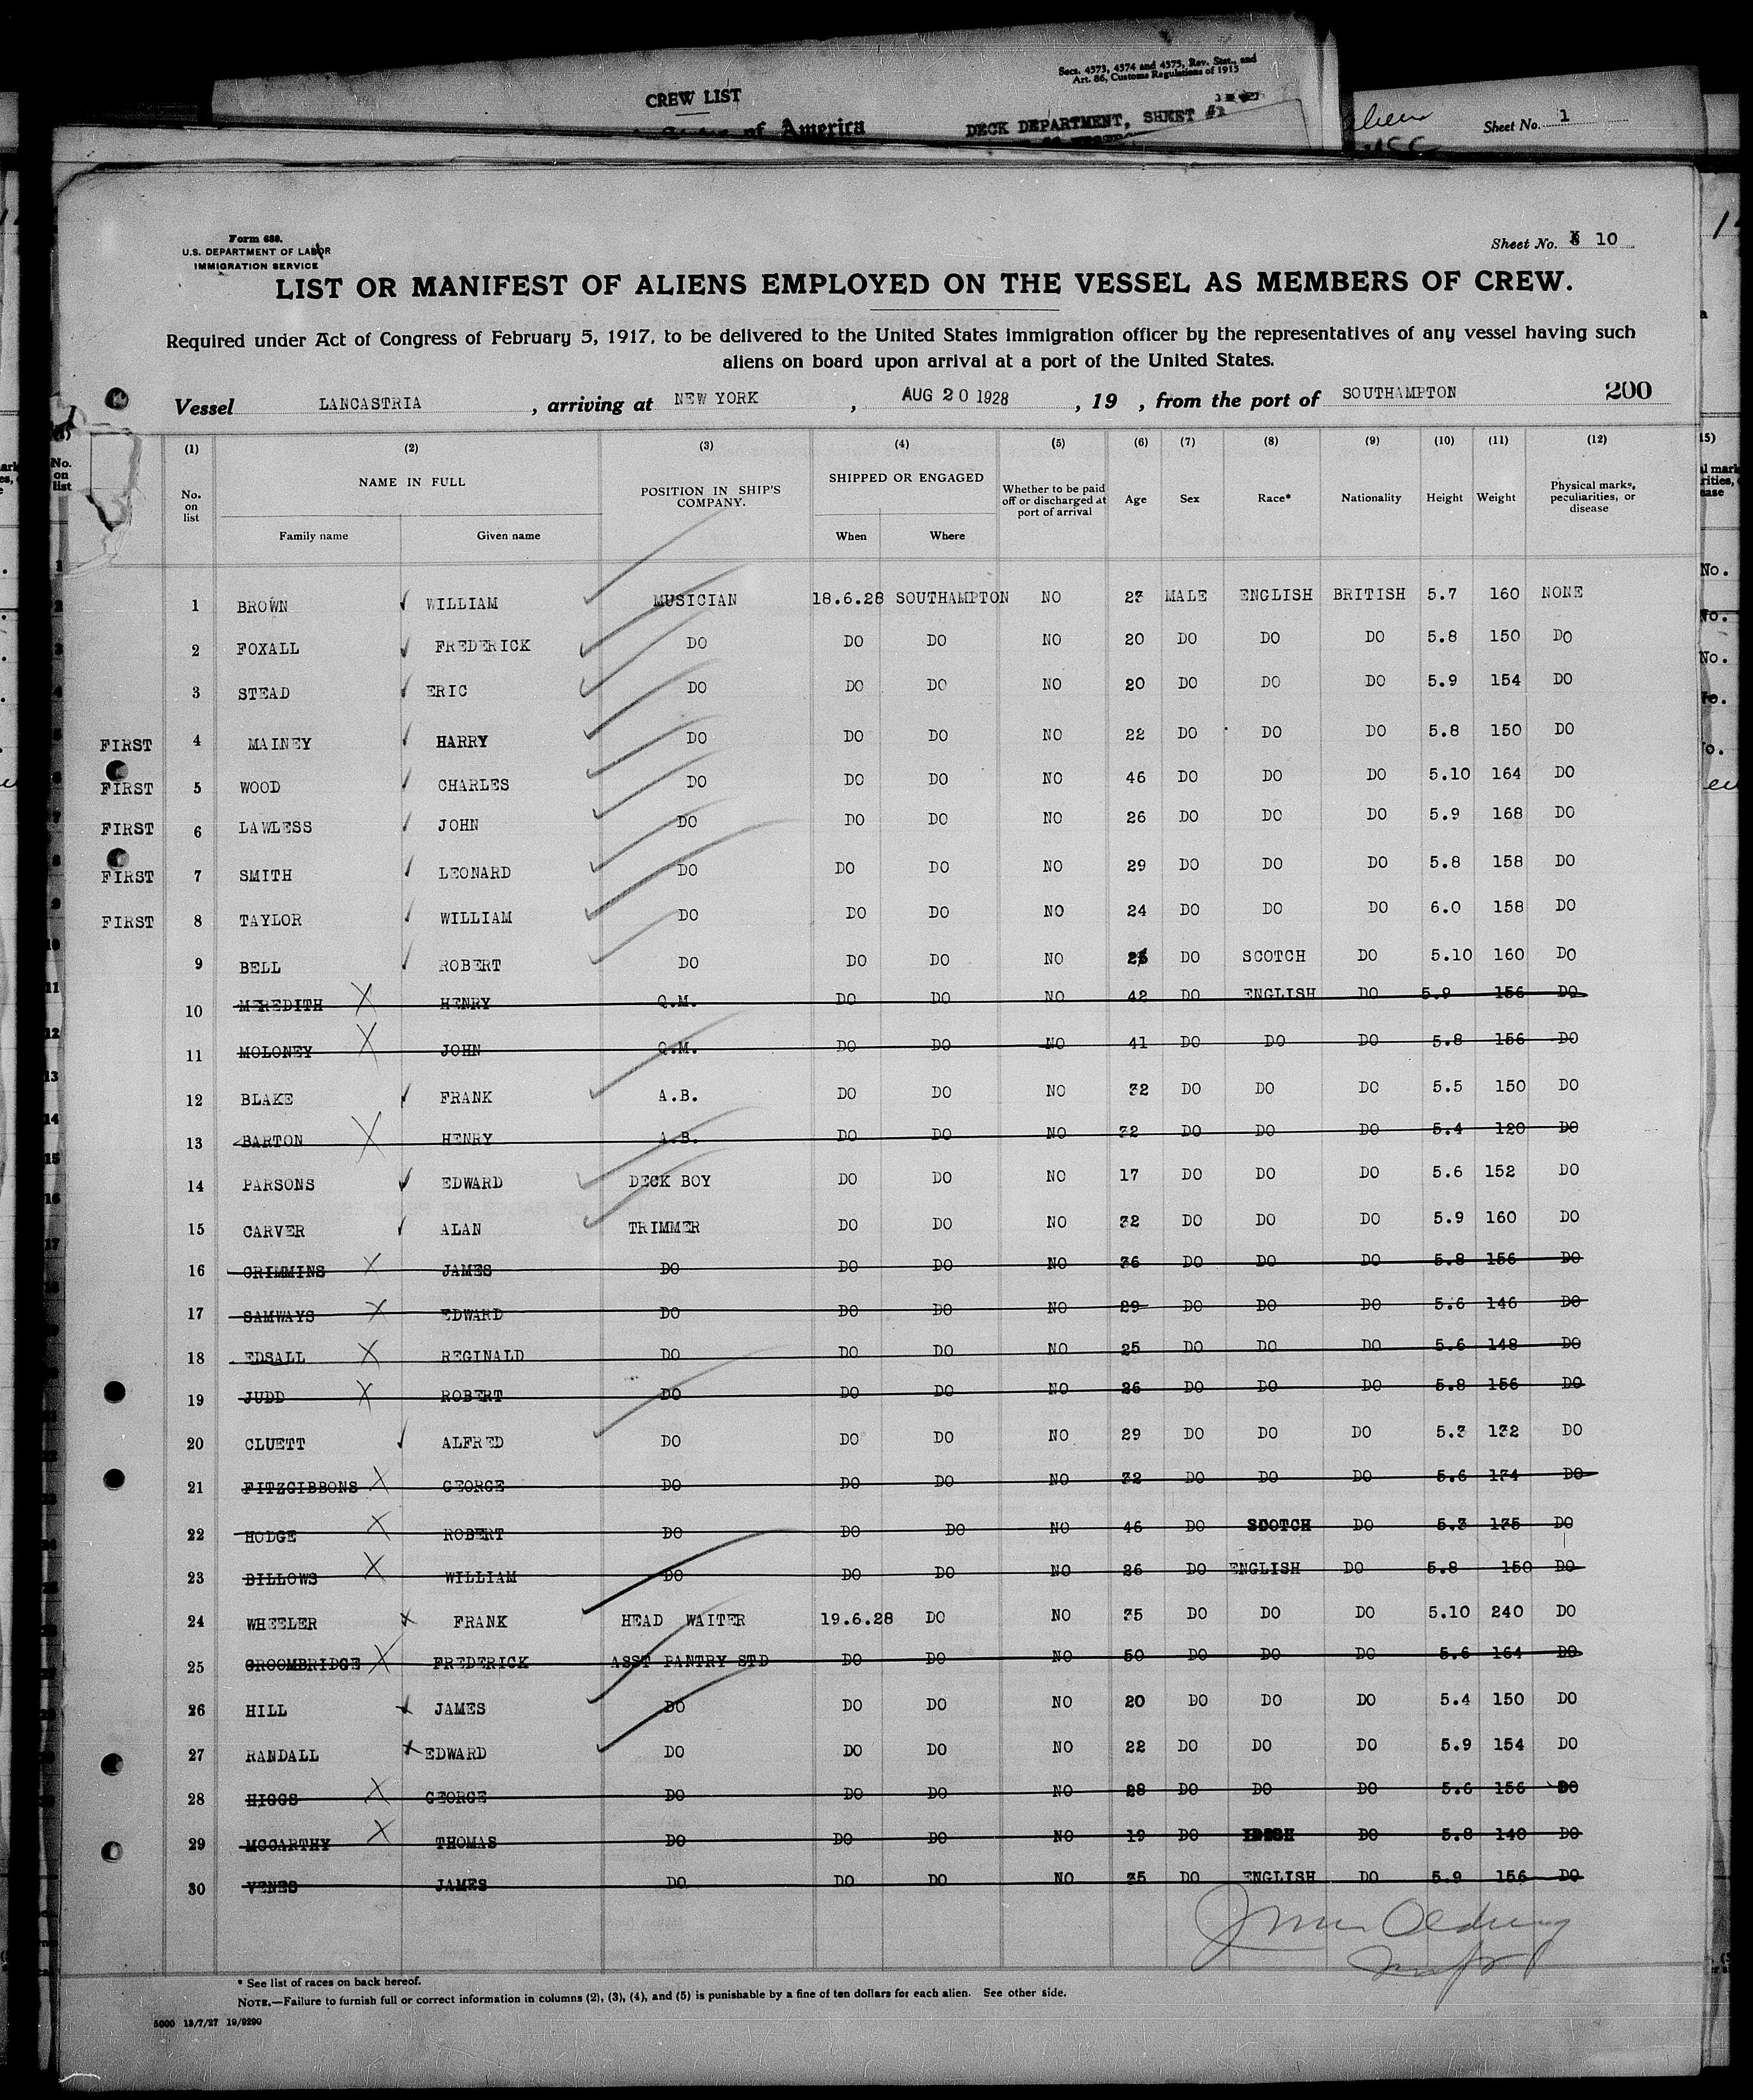 Secs. 4573, 4574 and 4575, Rev. Stat., and
Art. 86, Customs Regulations of 1915
CREW LIST
of America
DECK DEPARTMENT, SHEET
Sheet No. 1
Form 680.
U.S. DEPARTMENT OF LABOR
IMMIGRATION SERVICE
Sheet No. 10
LIST OR MANIFEST OF ALIENS EMPLOYED ON THE VESSEL AS MEMBERS OF CREW.
Required under Act of Congress of February 5, 1917, to be delivered to the United States immigration officer by the representatives of any vessel having such
aliens on board upon arrival at a port of the United States.
Vessel LANCASTRIA , arriving at NEW YORK , AUG 20 1928 , 19 , from the port of SOUTHAMPTON 200
(1) (2) (3) (4) (5) (6) (7) (8) (9) (10) (11) (12)
No. on list NAME IN FULL POSITION IN SHIP'S COMPANY. SHIPPED OR ENGAGED Whether to be paid off or discharged at port of arrival Age Sex Race* Nationality Height Weight Physical marks, peculiarities, or disease
Family name Given name When Where
1 BROWN WILLIAM MUSICIAN 18.6.28 SOUTHAMPTON NO 23 MALE ENGLISH BRITISH 5.7 160 NONE
2 FOXALL FREDERICK DO DO DO NO 20 DO DO DO 5.8 150 DO
3 STEAD ERIC DO DO DO NO 20 DO DO DO 5.9 154 DO
FIRST 4 MAINEY HARRY DO DO DO NO 22 DO DO DO 5.8 150 DO
FIRST 5 WOOD CHARLES DO DO DO NO 46 DO DO DO 5.10 164 DO
FIRST 6 LAWLESS JOHN DO DO DO NO 26 DO DO DO 5.9 168 DO
FIRST 7 SMITH LEONARD DO DO DO NO 29 DO DO DO 5.8 158 DO
FIRST 8 TAYLOR WILLIAM DO DO DO NO 24 DO DO DO 6.0 158 DO
9 BELL ROBERT DO DO DO NO DO SCOTCH DO 5.10 160 DO
10 MEREDITH HENRY Q.M. DO DO NO 42 DO ENGLISH DO 5.9 156 DO
11 MOLONEY JOHN Q.M. DO DO NO 41 DO DO DO 5.8 156 DO
12 BLAKE FRANK A.B. DO DO NO 32 DO DO DO 5.5 150 DO
13 BARTON HENRY A.B. DO DO NO 32 DO DO DO 5.4 120 DO
14 PARSONS EDWARD DECK BOY DO DO NO 17 DO DO DO 5.6 152 DO
15 CARVER ALAN TRIMMER DO DO NO 32 DO DO DO 5.9 160 DO
16 CRIMMINS JAMES DO DO DO NO 36 DO DO DO 5.8 156 DO
17 SAMWAYS EDWARD DO DO DO NO 29 DO DO DO 5.6 146 DO
18 EDSALL REGINALD DO DO DO NO 25 DO DO DO 5.6 148 DO
19 JUDD ROBERT DO DO DO NO 26 DO DO DO 5.8 156 DO
20 CLUETT ALFRED DO DO DO NO 29 DO DO DO 5.3 132 DO
21 FITZGIBBONS GEORGE DO DO DO NO 32 DO DO DO 5.6 134 DO
22 HODGE ROBERT DO DO DO NO 46 DO SCOTCH DO 5.3 135 DO
23 BILLOWS WILLIAM DO DO DO NO 26 DO ENGLISH DO 5.8 150 DO
24 WHEELER FRANK HEAD WAITER 19.6.28 DO NO 35 DO DO DO 5.10 240 DO
25 GROOMBRIDGE FREDERICK ASST PANTRY STD DO DO NO 50 DO DO DO 5.6 164 DO
26 HILL JAMES DO DO DO NO 20 DO DO DO 5.4 150 DO
27 RANDALL EDWARD DO DO DO NO 22 DO DO DO 5.9 154 DO
28 HIGGS GEORGE DO DO DO NO 28 DO DO DO 5.6 156 DO
29 MCCARTHY THOMAS DO DO DO NO 19 DO IRISH DO 5.8 140 DO
30 VENES JAMES DO DO DO NO 35 DO ENGLISH DO 5.9 156 DO
* See list of races on back hereof.
NOTE.—Failure to furnish full or correct information in columns (2), (3), (4), and (5) is punishable by a fine of ten dollars for each alien. See other side.
5000 13/7/27 19/9290